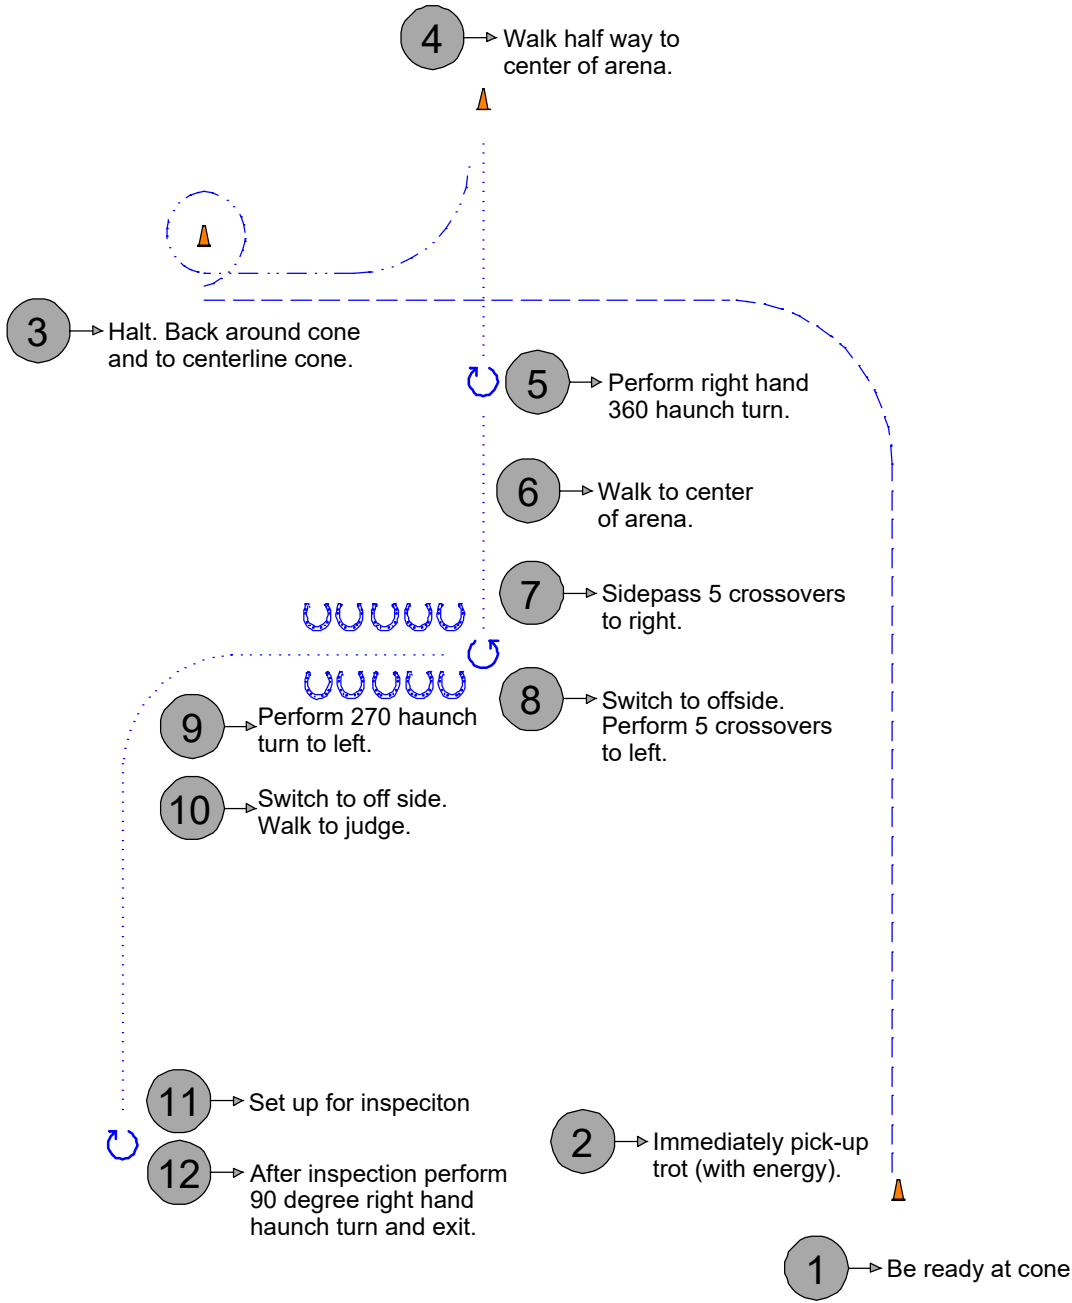 4
Walk half way to
center of arena.
3
Halt. Back around cone
and to centerline cone.
5
Perform right hand
360 haunch turn.
6
Walk to center
of arena.
7
Sidepass 5 crossovers
to right.
8
Switch to offside.
Perform 5 crossovers
to left.
9
Perform 270 haunch
turn to left.
10
Switch to off side.
Walk to judge.
11
Set up for inspeciton
12
After inspection perform
90 degree right hand
haunch turn and exit.
2
Immediately pick-up
trot (with energy).
1
Be ready at cone